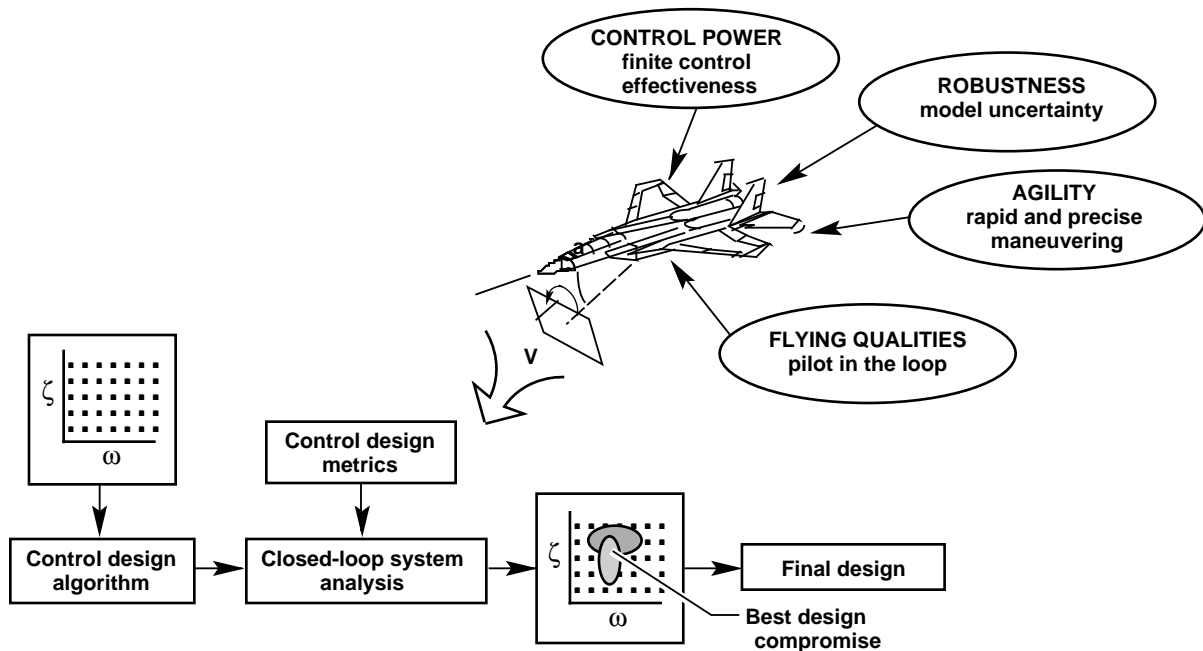 CONTROL POWER
finite control
effectiveness
ROBUSTNESS
model uncertainty
AGILITY
rapid and precise
maneuvering
FLYING QUALITIES
pilot in the loop
V
ζ
ω
Control design
metrics
Control design
algorithm
Closed-loop system
analysis
ζ
ω
Final design
Best design
compromise